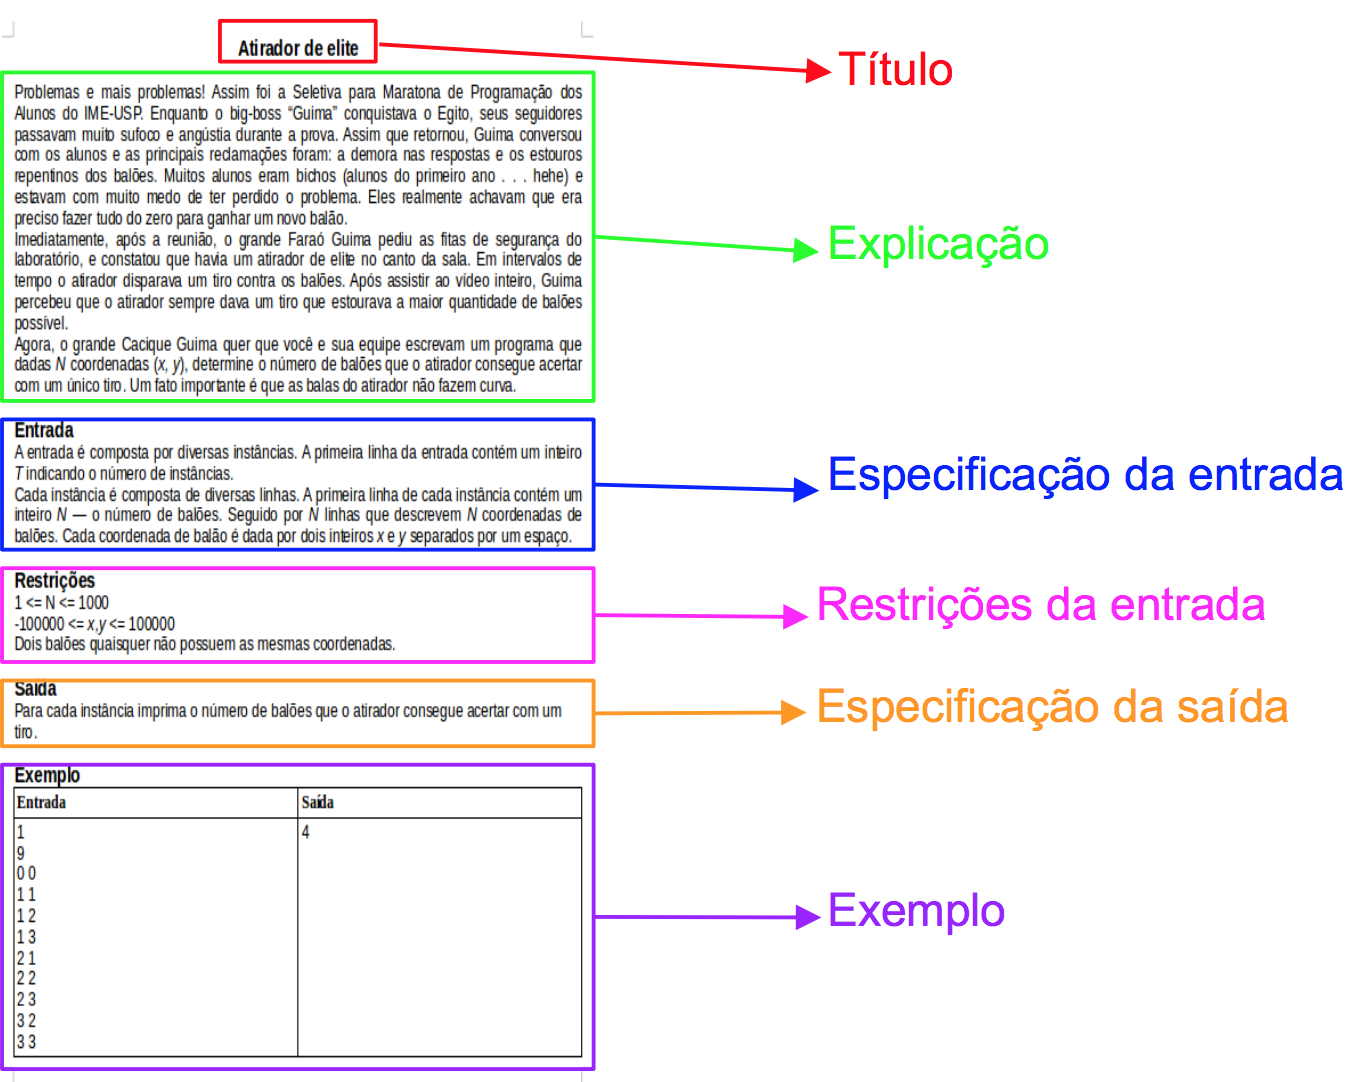 Atirador de elite
Título
Problemas e mais problemas! Assim foi a Seletiva para Maratona de Programação dos
Alunos do IME-USP. Enquanto o big-boss “Guima” conquistava o Egito, seus seguidores
passavam muito sufoco e angústia durante a prova. Assim que retornou, Guima conversou
com os alunos e as principais reclamações foram: a demora nas respostas e os estouros
repentinos dos balões. Muitos alunos eram bichos (alunos do primeiro ano . . . hehe) e
estavam com muito medo de ter perdido o problema. Eles realmente achavam que era
preciso fazer tudo do zero para ganhar um novo balão.
Imediatamente, após a reunião, o grande Faraó Guima pediu as fitas de segurança do
laboratório, e constatou que havia um atirador de elite no canto da sala. Em intervalos de
tempo o atirador disparava um tiro contra os balões. Após assistir ao vídeo inteiro, Guima
percebeu que o atirador sempre dava um tiro que estourava a maior quantidade de balões
possível.
Agora, o grande Cacique Guima quer que você e sua equipe escrevam um programa que
dadas N coordenadas (x, y), determine o número de balões que o atirador consegue acertar
com um único tiro. Um fato importante é que as balas do atirador não fazem curva.
Explicação
Entrada
A entrada é composta por diversas instâncias. A primeira linha da entrada contém um inteiro
T indicando o número de instâncias.
Cada instância é composta de diversas linhas. A primeira linha de cada instância contém um
inteiro N — o número de balões. Seguido por N linhas que descrevem N coordenadas de
balões. Cada coordenada de balão é dada por dois inteiros x e y separados por um espaço.
Especificação da entrada
Restrições
1 <= N <= 1000
-100000 <= x,y <= 100000
Dois balões quaisquer não possuem as mesmas coordenadas.
Restrições da entrada
Saída
Para cada instância imprima o número de balões que o atirador consegue acertar com um
tiro.
Especificação da saída
Exemplo
Entrada Saída
1 4
9
0 0
1 1
1 2
1 3
2 1
2 2
2 3
3 2
3 3
Exemplo